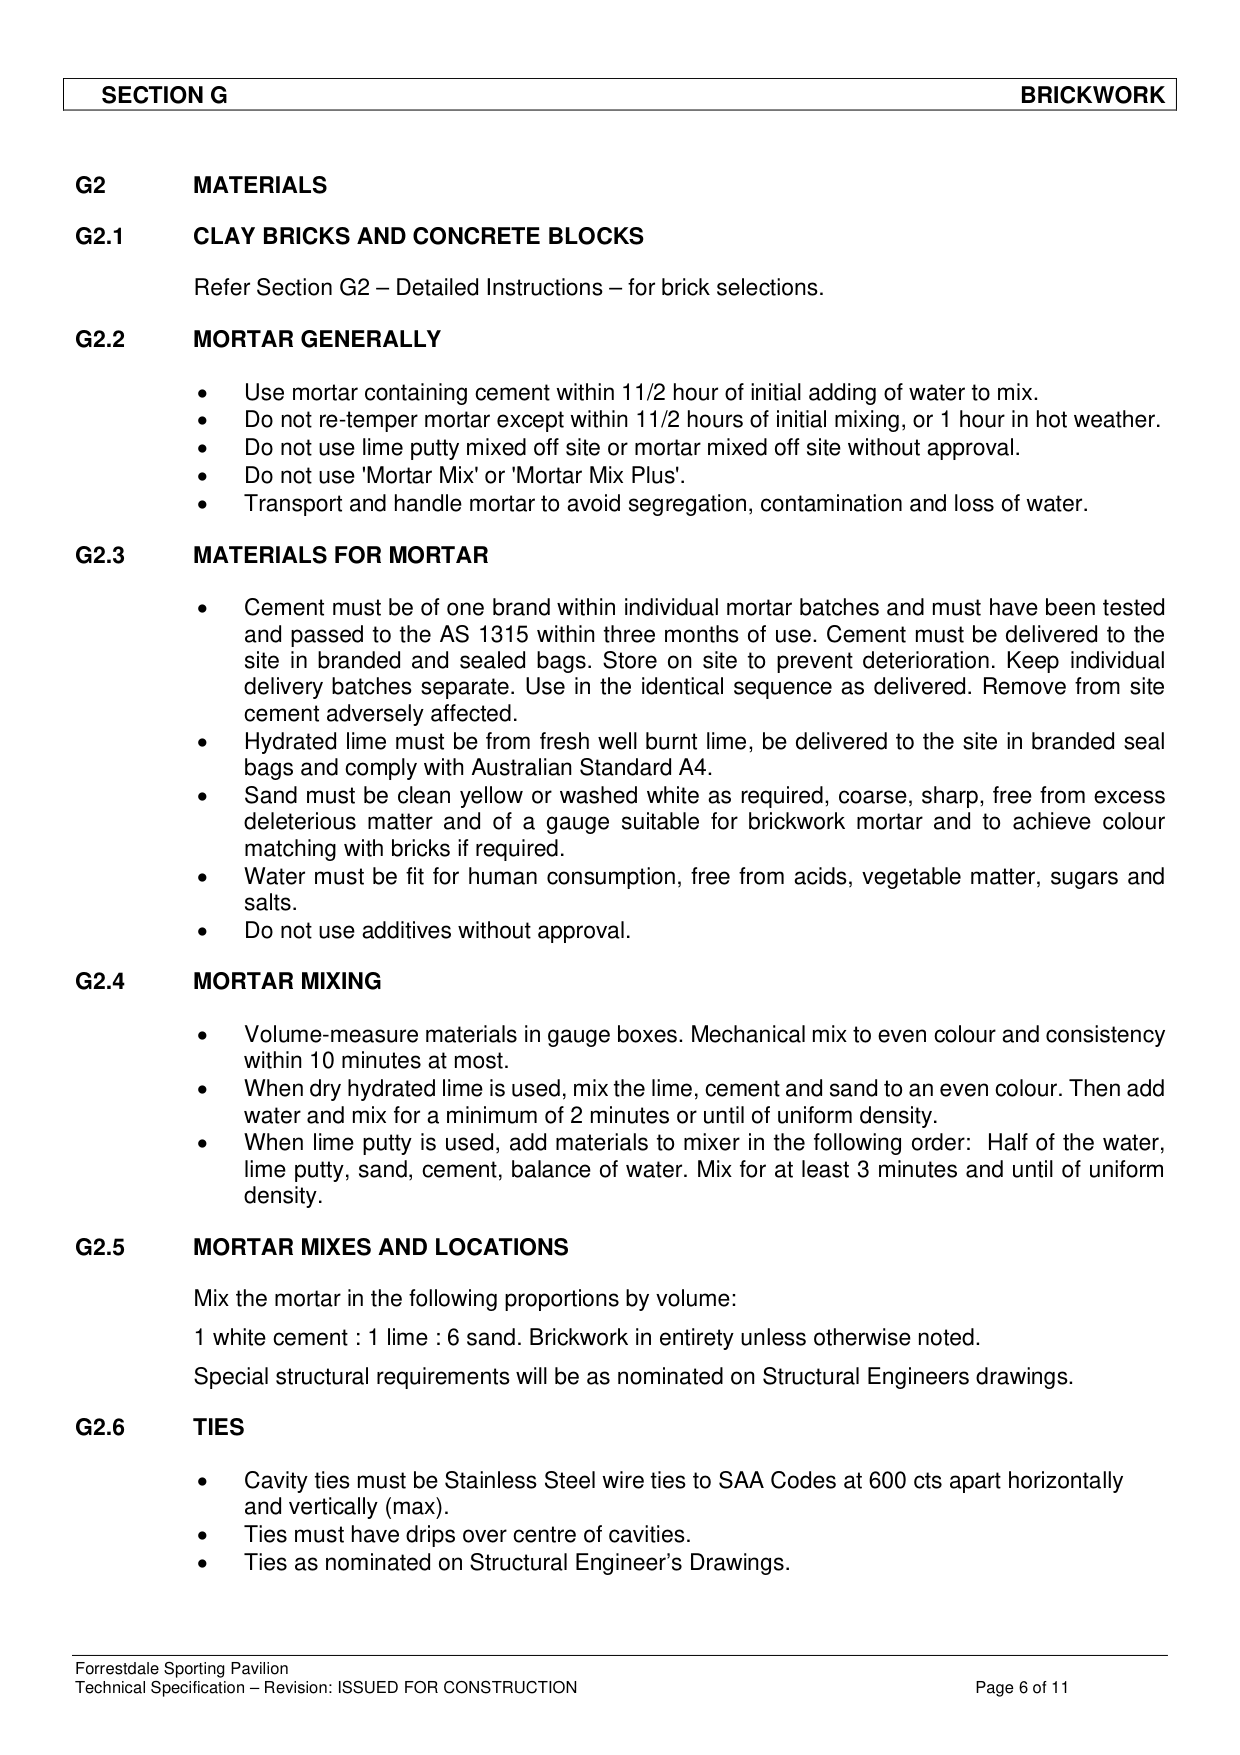 SECTION G BRICKWORK
G2 MATERIALS
G2.1 CLAY BRICKS AND CONCRETE BLOCKS
Refer Section G2 – Detailed Instructions – for brick selections.
G2.2 MORTAR GENERALLY
• Use mortar containing cement within 11/2 hour of initial adding of water to mix.
• Do not re-temper mortar except within 11/2 hours of initial mixing, or 1 hour in hot weather.
• Do not use lime putty mixed off site or mortar mixed off site without approval.
• Do not use 'Mortar Mix' or 'Mortar Mix Plus'.
• Transport and handle mortar to avoid segregation, contamination and loss of water.
G2.3 MATERIALS FOR MORTAR
• Cement must be of one brand within individual mortar batches and must have been tested
and passed to the AS 1315 within three months of use. Cement must be delivered to the
site in branded and sealed bags. Store on site to prevent deterioration. Keep individual
delivery batches separate. Use in the identical sequence as delivered. Remove from site
cement adversely affected.
• Hydrated lime must be from fresh well burnt lime, be delivered to the site in branded seal
bags and comply with Australian Standard A4.
• Sand must be clean yellow or washed white as required, coarse, sharp, free from excess
deleterious matter and of a gauge suitable for brickwork mortar and to achieve colour
matching with bricks if required.
• Water must be fit for human consumption, free from acids, vegetable matter, sugars and
salts.
• Do not use additives without approval.
G2.4 MORTAR MIXING
• Volume-measure materials in gauge boxes. Mechanical mix to even colour and consistency
within 10 minutes at most.
• When dry hydrated lime is used, mix the lime, cement and sand to an even colour. Then add
water and mix for a minimum of 2 minutes or until of uniform density.
• When lime putty is used, add materials to mixer in the following order: Half of the water,
lime putty, sand, cement, balance of water. Mix for at least 3 minutes and until of uniform
density.
G2.5 MORTAR MIXES AND LOCATIONS
Mix the mortar in the following proportions by volume:
1 white cement : 1 lime : 6 sand. Brickwork in entirety unless otherwise noted.
Special structural requirements will be as nominated on Structural Engineers drawings.
G2.6 TIES
• Cavity ties must be Stainless Steel wire ties to SAA Codes at 600 cts apart horizontally
and vertically (max).
• Ties must have drips over centre of cavities.
• Ties as nominated on Structural Engineer’s Drawings.
Forrestdale Sporting Pavilion
Technical Specification – Revision: ISSUED FOR CONSTRUCTION Page 6 of 11